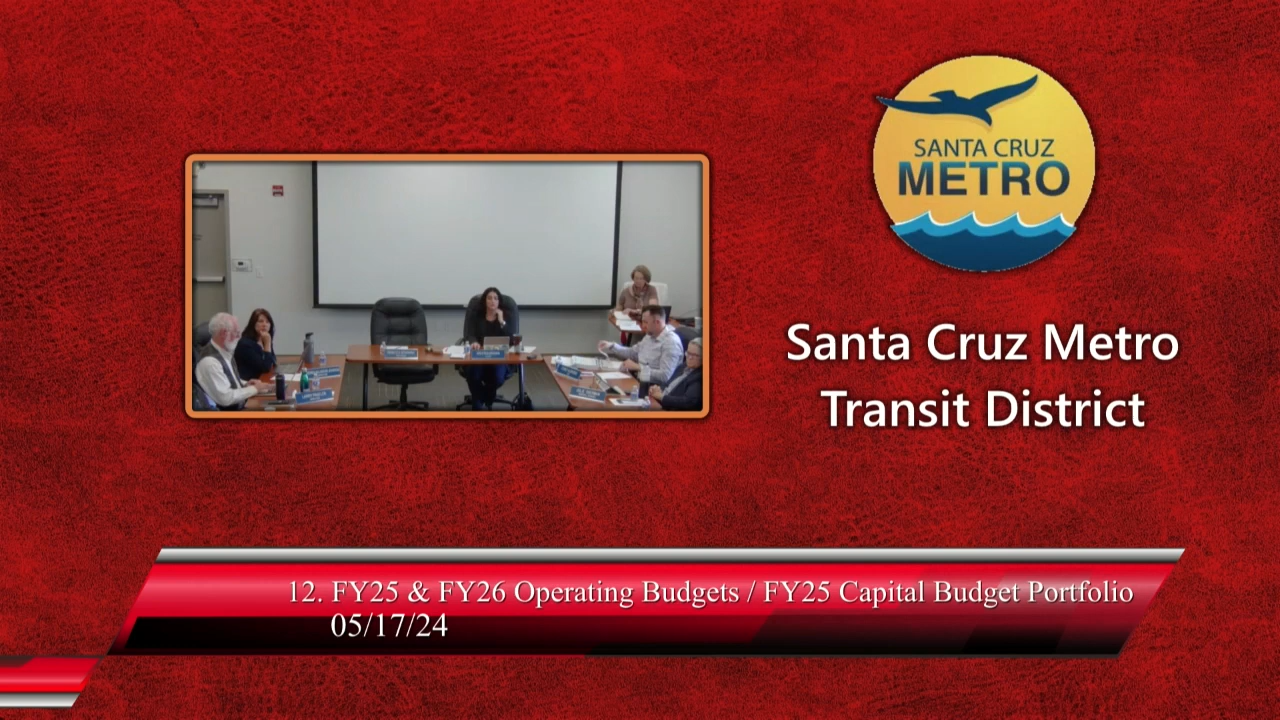 SANTA CRUZ
METRO
Santa Cruz Metro
Transit District
12. FY25 & FY26 Operating Budgets / FY25 Capital Budget Portfolio
05/17/24